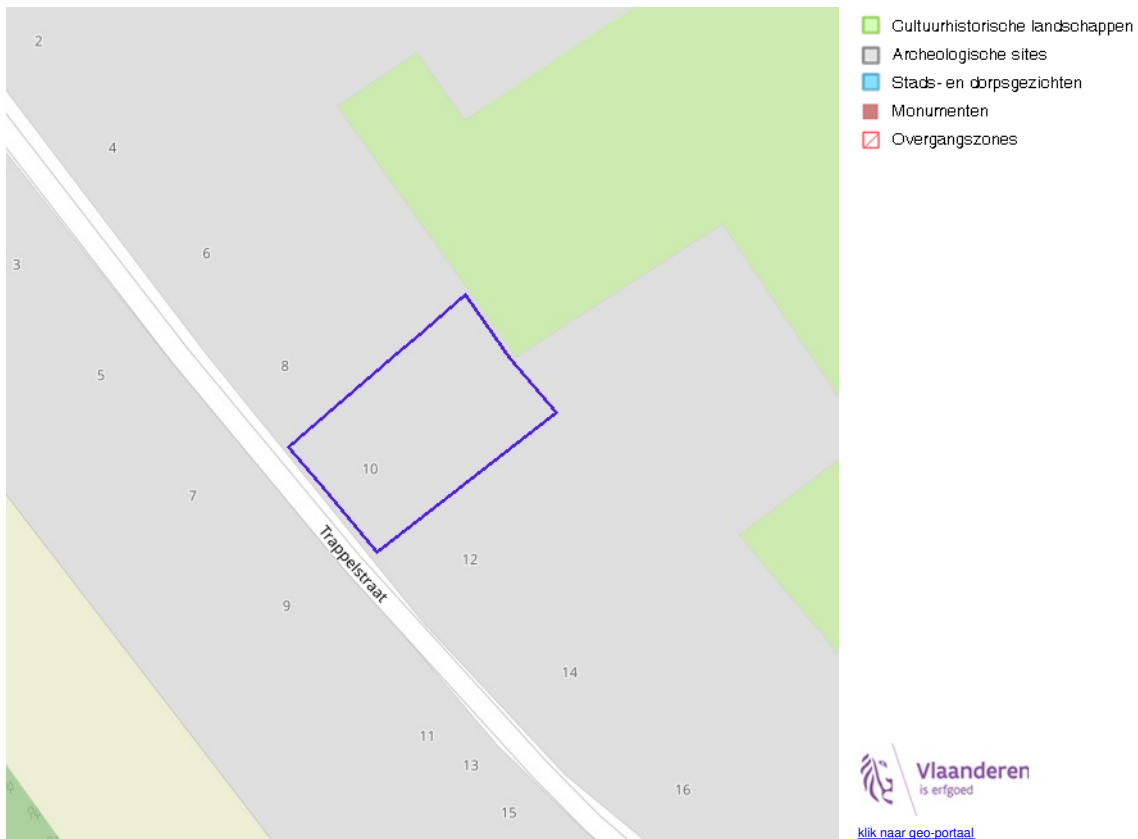 2
4
6
3
8
5
10
7
Trappelstraat
12
9
14
11
13
16
15
Cultuurhistorische landschappen
Archeologische sites
Stads- en dorpsgezichten
Monumenten
Overgangszones
Vlaanderen
is erfgoed
klik naar geo-portaal